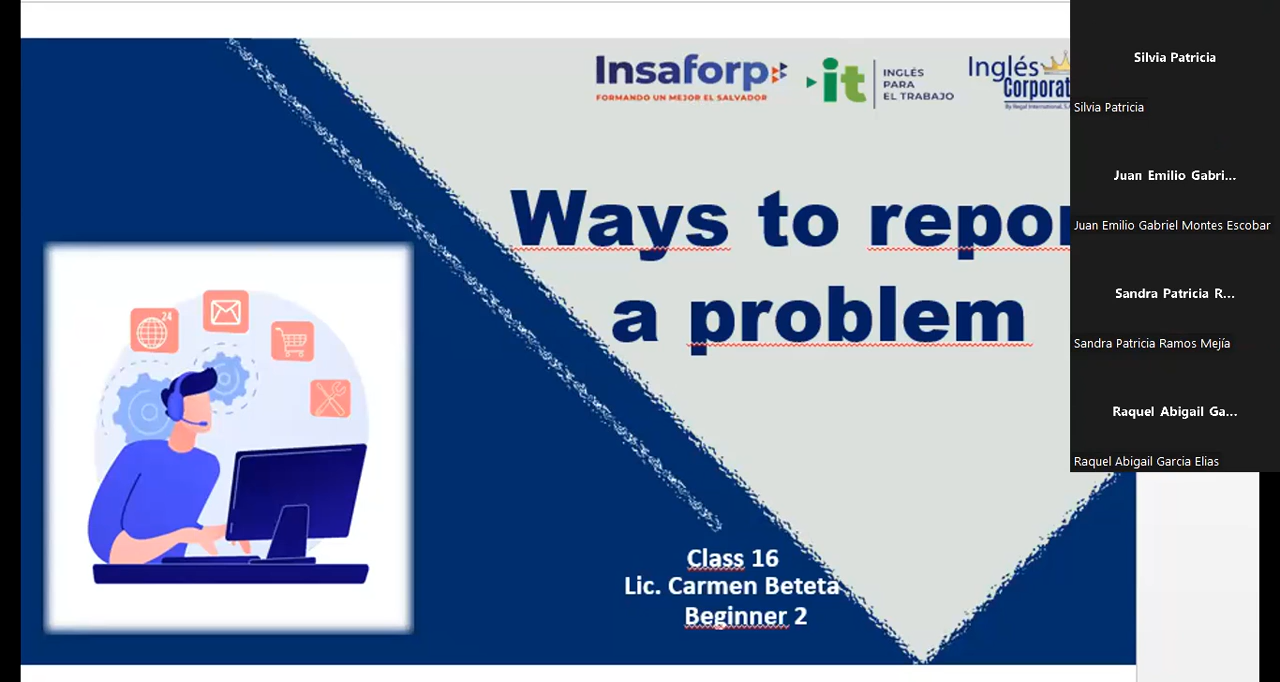 Insaforp
FORMANDO UN MEJOR EL SALVADOR
it
INGLÉS
PARA
EL TRABAJO
Inglés
Corporat
Ways to repor
a problem
24
Class 16
Lic. Carmen Beteta
Beginner 2
Silvia Patricia
Silvia Patricia
Juan Emilio Gabri...
Juan Emilio Gabriel Montes Escobar
Sandra Patricia R...
Sandra Patricia Ramos Mejía
Raquel Abigail Ga...
Raquel Abigail Garcia Elias